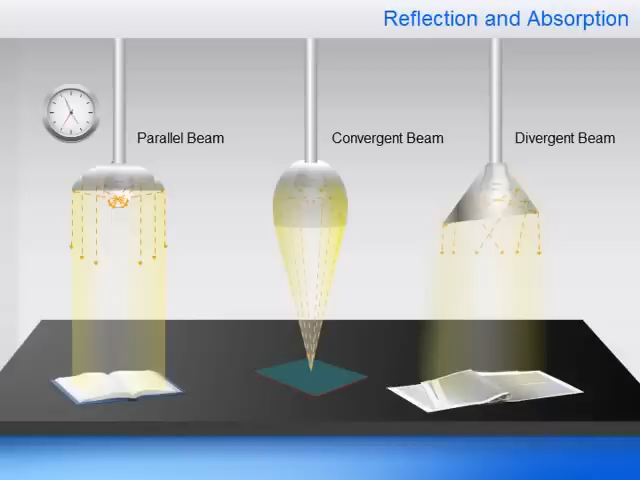 Reflection and Absorption
Parallel Beam
Convergent Beam
Divergent Beam